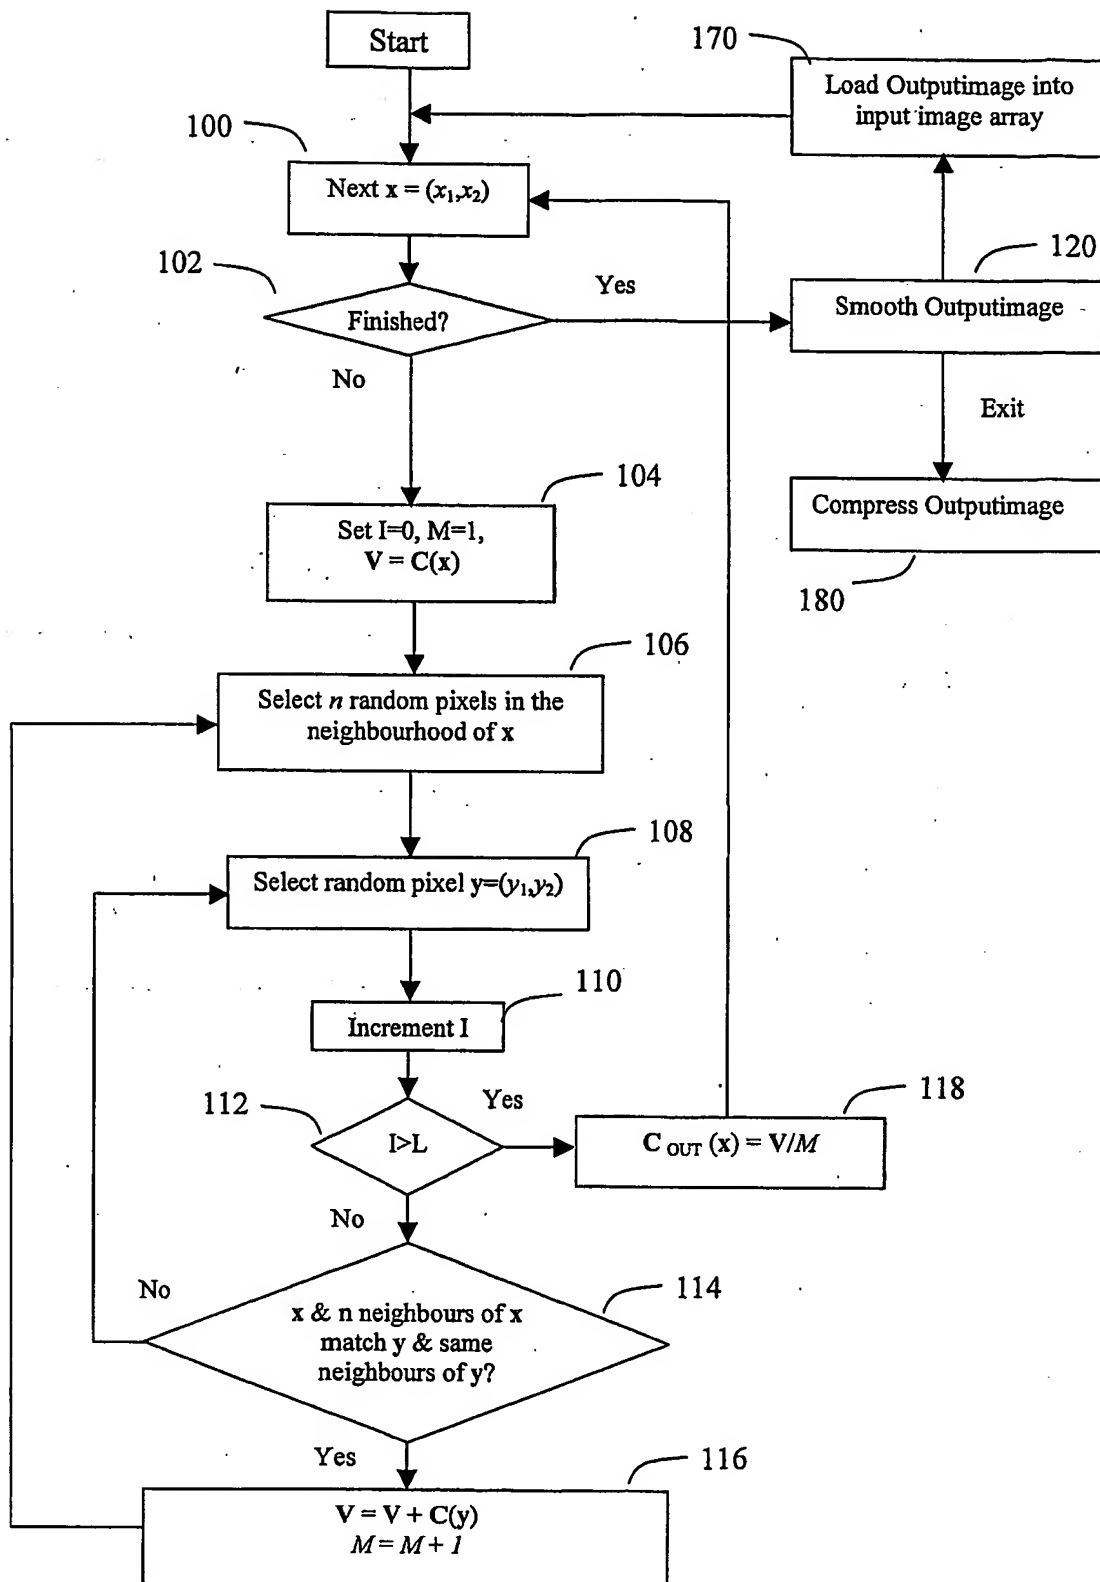 Start
170
Load Outputimage into
input image array
100
Next x = (x₁,x₂)
102
Finished?
Yes
No
120
Smooth Outputimage
Exit
Compress Outputimage
180
104
Set I=0, M=1,
V = C(x)
106
Select n random pixels in the
neighbourhood of x
108
Select random pixel y=(y₁,y₂)
110
Increment I
112
I>L
Yes
118
C OUT (x) = V/M
No
No
114
x & n neighbours of x
match y & same
neighbours of y?
Yes
116
V = V + C(y)
M = M + 1